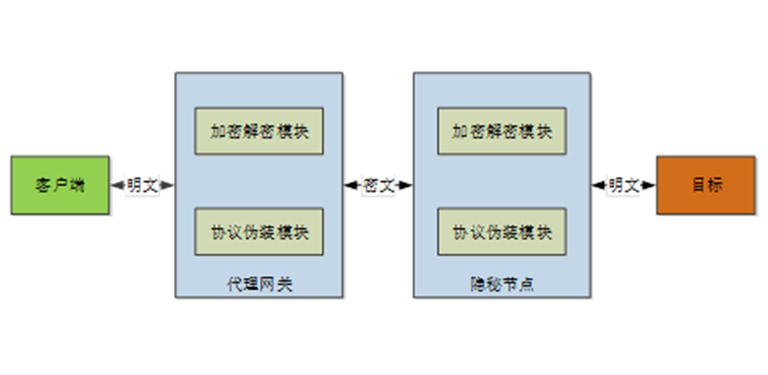 加密解密模块
加密解密模块
客户端
明文
密文
明文
目标
协议伪装模块
协议伪装模块
代理网关
隐秘节点